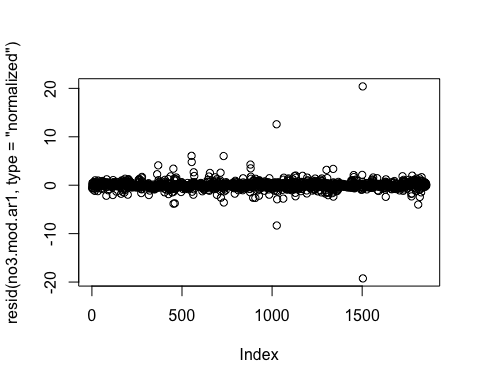 resid(no3.mod.ar1, type = "normalized")
20
10
0
-10
-20
0 500 1000 1500
Index